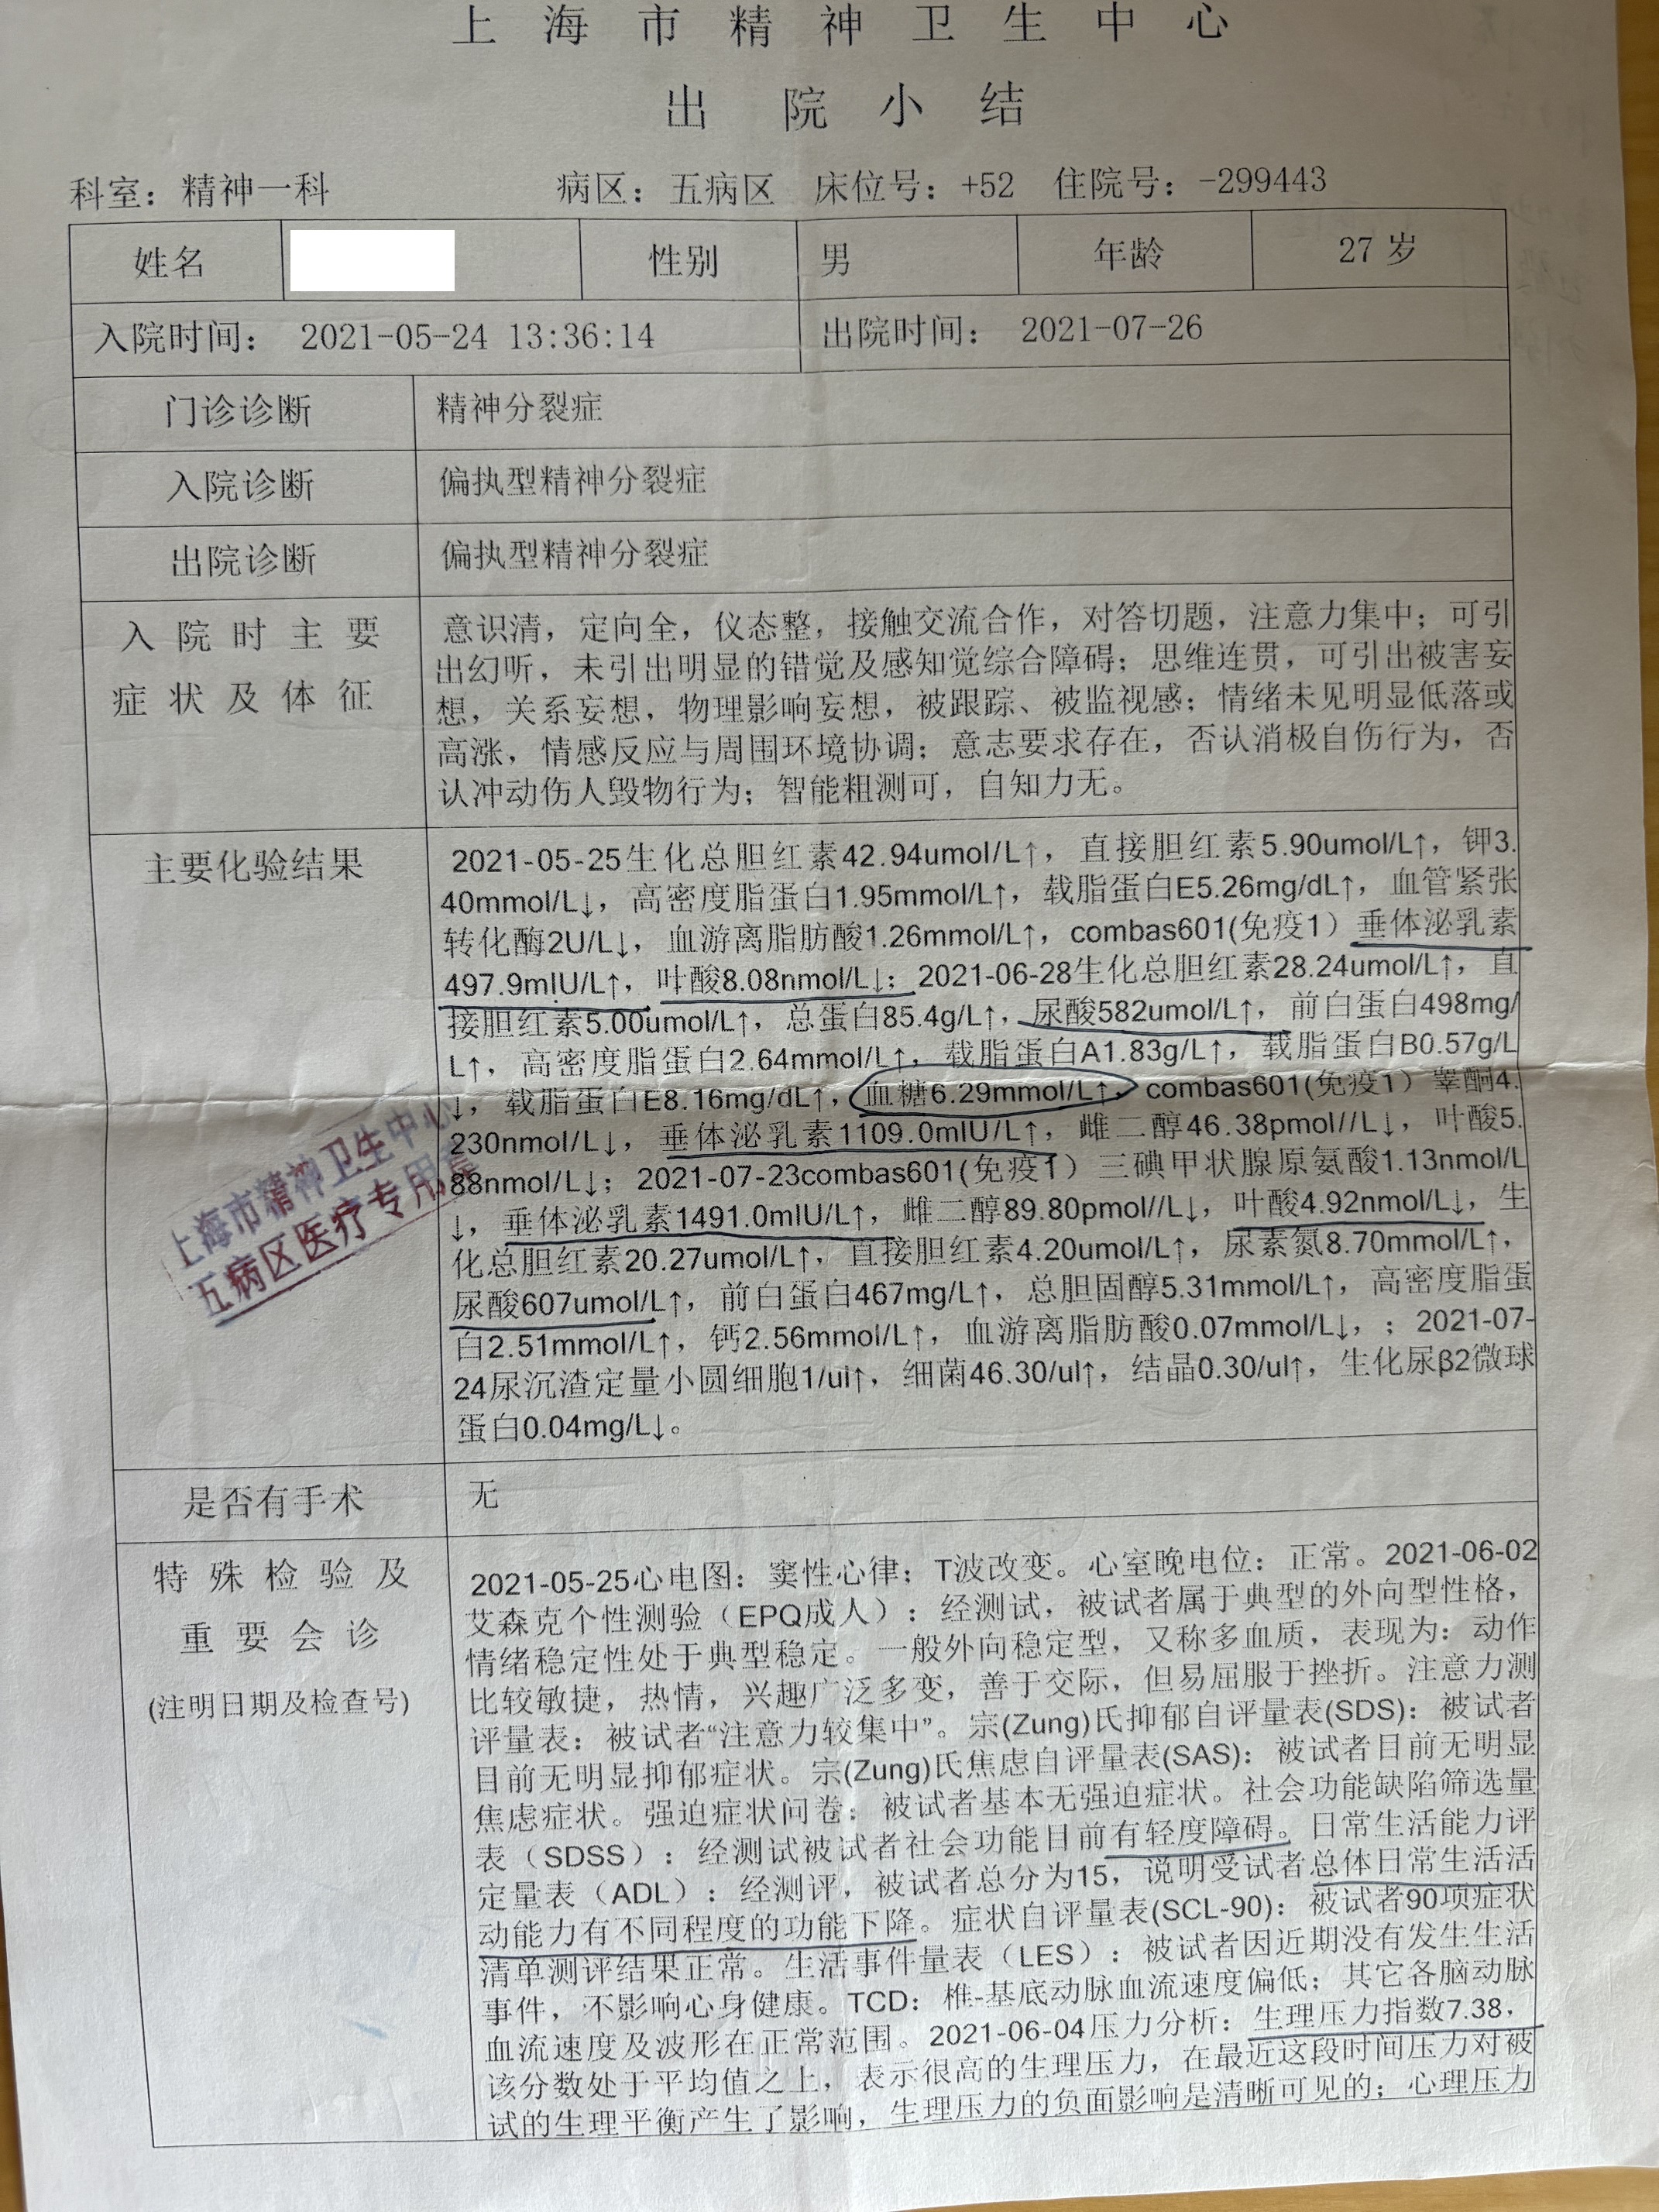 上海市精神卫生中心
出院小结
科室：精神一科 病区：五病区 床位号：+52 住院号：-299443
姓名 性别 男 年龄 27 岁
入院时间： 2021-05-24 13:36:14 出院时间： 2021-07-26
门诊诊断 精神分裂症
入院诊断 偏执型精神分裂症
出院诊断 偏执型精神分裂症
入院时主要
症状及体征
意识清，定向全，仪态整，接触交流合作，对答切题，注意力集中；可引
出幻听，未引出明显的错觉及感知觉综合障碍；思维连贯，可引出被害妄
想，关系妄想，物理影响妄想，被跟踪、被监视感；情绪未见明显低落或
高涨，情感反应与周围环境协调；意志要求存在，否认消极自伤行为，否
认冲动伤人毁物行为；智能粗测可，自知力无。
主要化验结果
2021-05-25生化总胆红素42.94umol/L↑，直接胆红素5.90umol/L↑，钾3.
40mmol/L↓，高密度脂蛋白1.95mmol/L↑，载脂蛋白E5.26mg/dL↑，血管紧张
转化酶2U/L↓，血游离脂肪酸1.26mmol/L↑，combas601(免疫1）垂体泌乳素
497.9mIU/L↑，叶酸8.08nmol/L↓；2021-06-28生化总胆红素28.24umol/L↑，直
接胆红素5.00umol/L↑，总蛋白85.4g/L↑，尿酸582umol/L↑，前白蛋白498mg/
L↑，高密度脂蛋白2.64mmol/L↑，载脂蛋白A1.83g/L↑，载脂蛋白B0.57g/L
↓，载脂蛋白E8.16mg/dL↑，血糖6.29mmol/L↑，combas601(免疫1）睾酮4.
230nmol/L↓，垂体泌乳素1109.0mIU/L↑，雌二醇46.38pmol//L↓，叶酸5.
88nmol/L↓；2021-07-23combas601(免疫1）三碘甲状腺原氨酸1.13nmol/L
↓，垂体泌乳素1491.0mIU/L↑，雌二醇89.80pmol//L↓，叶酸4.92nmol/L↓，生
化总胆红素20.27umol/L↑，直接胆红素4.20umol/L↑，尿素氮8.70mmol/L↑，
尿酸607umol/L↑，前白蛋白467mg/L↑，总胆固醇5.31mmol/L↑，高密度脂蛋
白2.51mmol/L↑，钙2.56mmol/L↑，血游离脂肪酸0.07mmol/L↓，；2021-07-
24尿沉渣定量小圆细胞1/ul↑，细菌46.30/ul↑，结晶0.30/ul↑，生化尿β2微球
蛋白0.04mg/L↓。
上海市精神卫生中心
五病区医疗专用章
是否有手术 无
特殊检验及
重要会诊
(注明日期及检查号)
2021-05-25心电图：窦性心律；T波改变。心室晚电位：正常。2021-06-02
艾森克个性测验（EPQ成人）：经测试，被试者属于典型的外向型性格，
情绪稳定性处于典型稳定。一般外向稳定型，又称多血质，表现为：动作
比较敏捷，热情，兴趣广泛多变，善于交际，但易屈服于挫折。注意力测
评量表：被试者“注意力较集中”。宗(Zung)氏抑郁自评量表(SDS)：被试者
目前无明显抑郁症状。宗(Zung)氏焦虑自评量表(SAS)：被试者目前无明显
焦虑症状。强迫症状问卷：被试者基本无强迫症状。社会功能缺陷筛选量
表（SDSS）：经测试被试者社会功能目前有轻度障碍。日常生活能力评
定量表（ADL）：经测评，被试者总分为15，说明受试者总体日常生活活
动能力有不同程度的功能下降。症状自评量表(SCL-90)：被试者90项症状
清单测评结果正常。生活事件量表（LES）：被试者因近期没有发生生活
事件，不影响心身健康。TCD：椎-基底动脉血流速度偏低；其它各脑动脉
血流速度及波形在正常范围。2021-06-04压力分析：生理压力指数7.38，
该分数处于平均值之上，表示很高的生理压力，在最近这段时间压力对被
试的生理平衡产生了影响，生理压力的负面影响是清晰可见的；心理压力